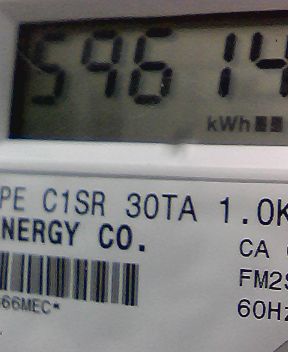 59614
kWh
PE C1SR 30TA 1.0K
NERGY CO.
CA
FM2S
66MEC*
60Hz